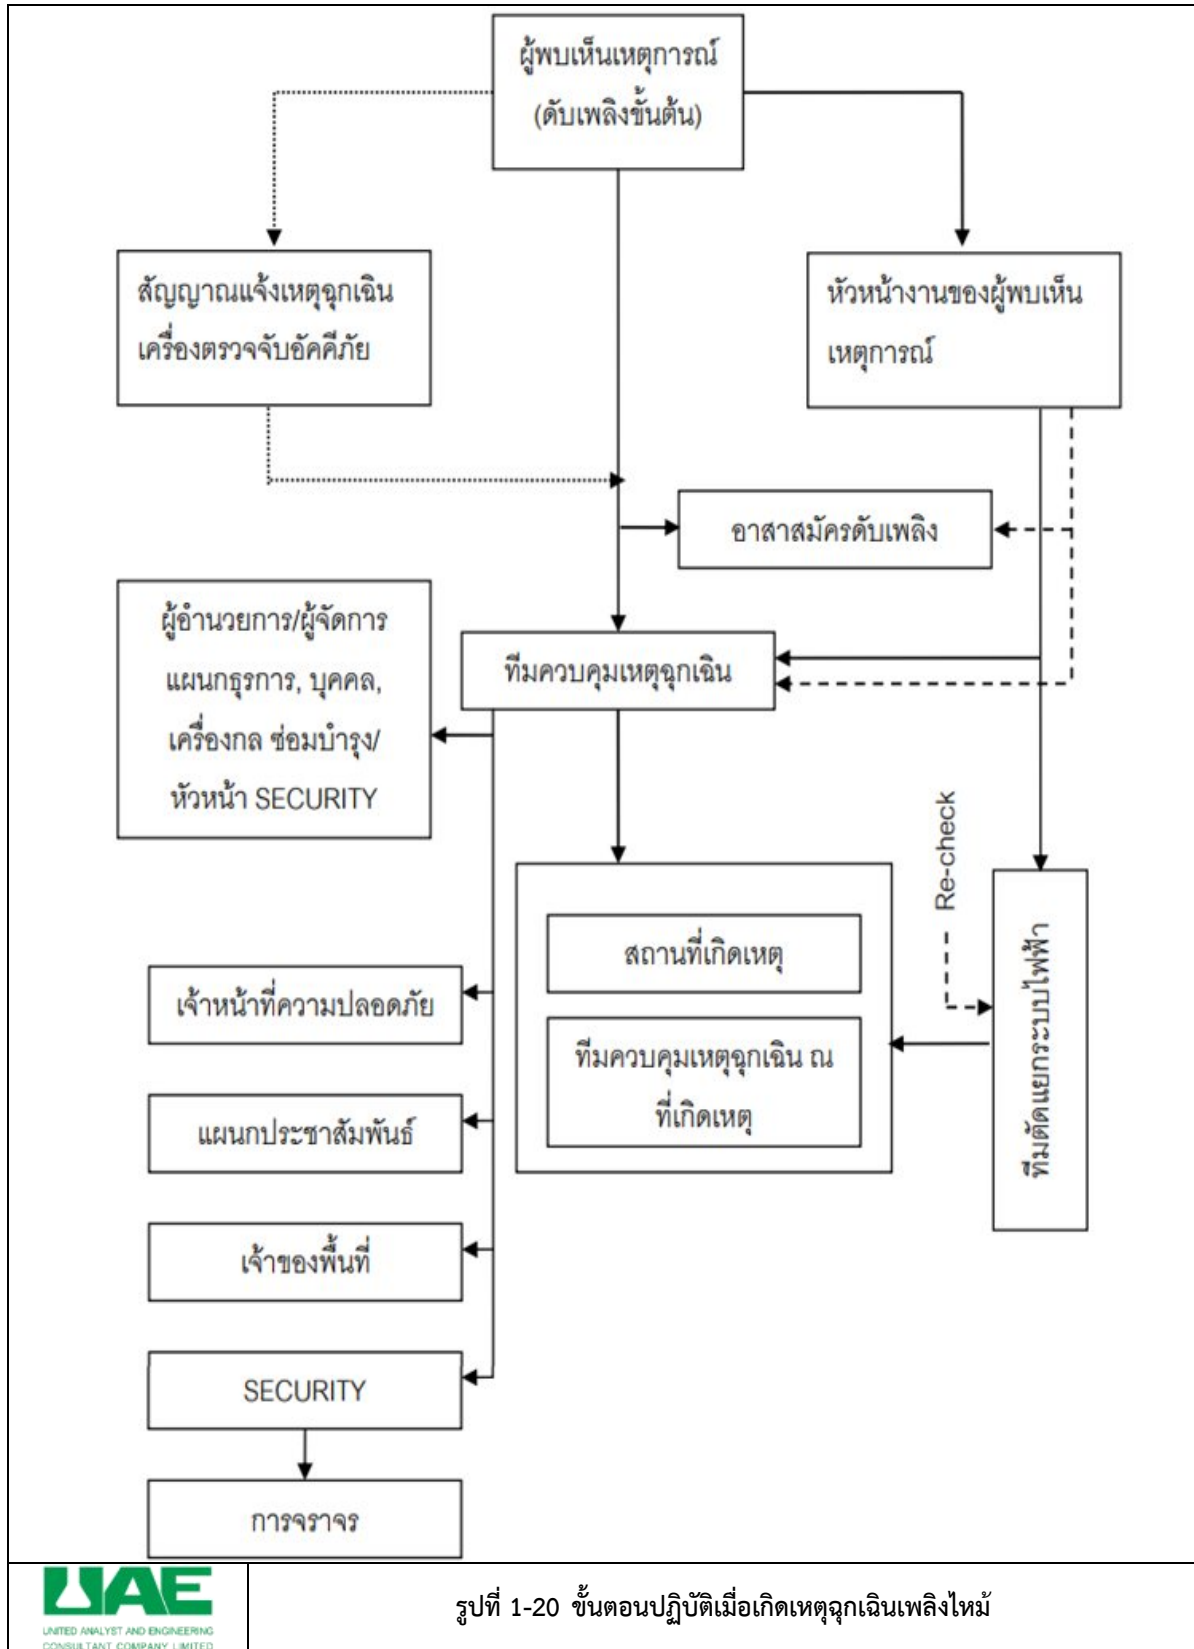 ผู้พบเห็นเหตุการณ์
(ดับเพลิงขั้นต้น)
สัญญาณแจ้งเหตุฉุกเฉิน
เครื่องตรวจจับอัคคีภัย
หัวหน้างานของผู้พบเห็น
เหตุการณ์
อาสาสมัครดับเพลิง
ผู้อำนวยการ/ผู้จัดการ
แผนกธุรการ, บุคคล,
เครื่องกล ซ่อมบำรุง/
หัวหน้า SECURITY
ทีมควบคุมเหตุฉุกเฉิน
Re-check
สถานที่เกิดเหตุ
ทีมควบคุมเหตุฉุกเฉิน ณ
ที่เกิดเหตุ
ทีมตัดแยกระบบไฟฟ้า
เจ้าหน้าที่ความปลอดภัย
แผนกประชาสัมพันธ์
เจ้าของพื้นที่
SECURITY
การจราจร
UAE
UNITED ANALYST AND ENGINEERING
CONSULTANT COMPANY LIMITED
รูปที่ 1-20 ขั้นตอนปฏิบัติเมื่อเกิดเหตุฉุกเฉินเพลิงไหม้